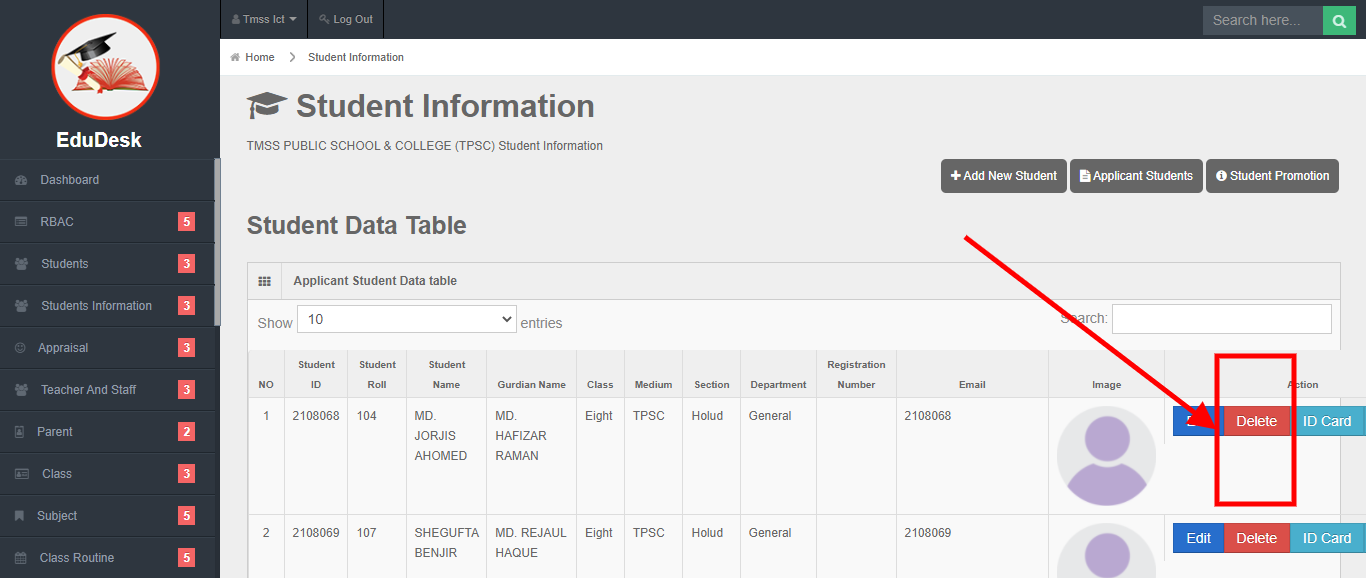 Tmss Ict
Log Out
Search here...
EduDesk
Home
Student Information
Student Information
TMSS PUBLIC SCHOOL & COLLEGE (TPSC) Student Information
Add New Student
Applicant Students
Student Promotion
Dashboard
RBAC 5
Students 3
Students Information 3
Appraisal 3
Teacher And Staff 3
Parent 2
Class 3
Subject 5
Class Routine 5
Student Data Table
Applicant Student Data table
Show 10 entries
Search:
NO Student ID Student Roll Student Name Gurdian Name Class Medium Section Department Registration Number Email Image Action
1 2108068 104 MD. MD. Eight TPSC Holud General 2108068 Delete ID Card
JORJIS HAFIZAR
AHOMED RAMAN
2 2108069 107 SHEGUFTA MD. REJAUL Eight TPSC Holud General 2108069 Edit Delete ID Card
BENJIR HAQUE